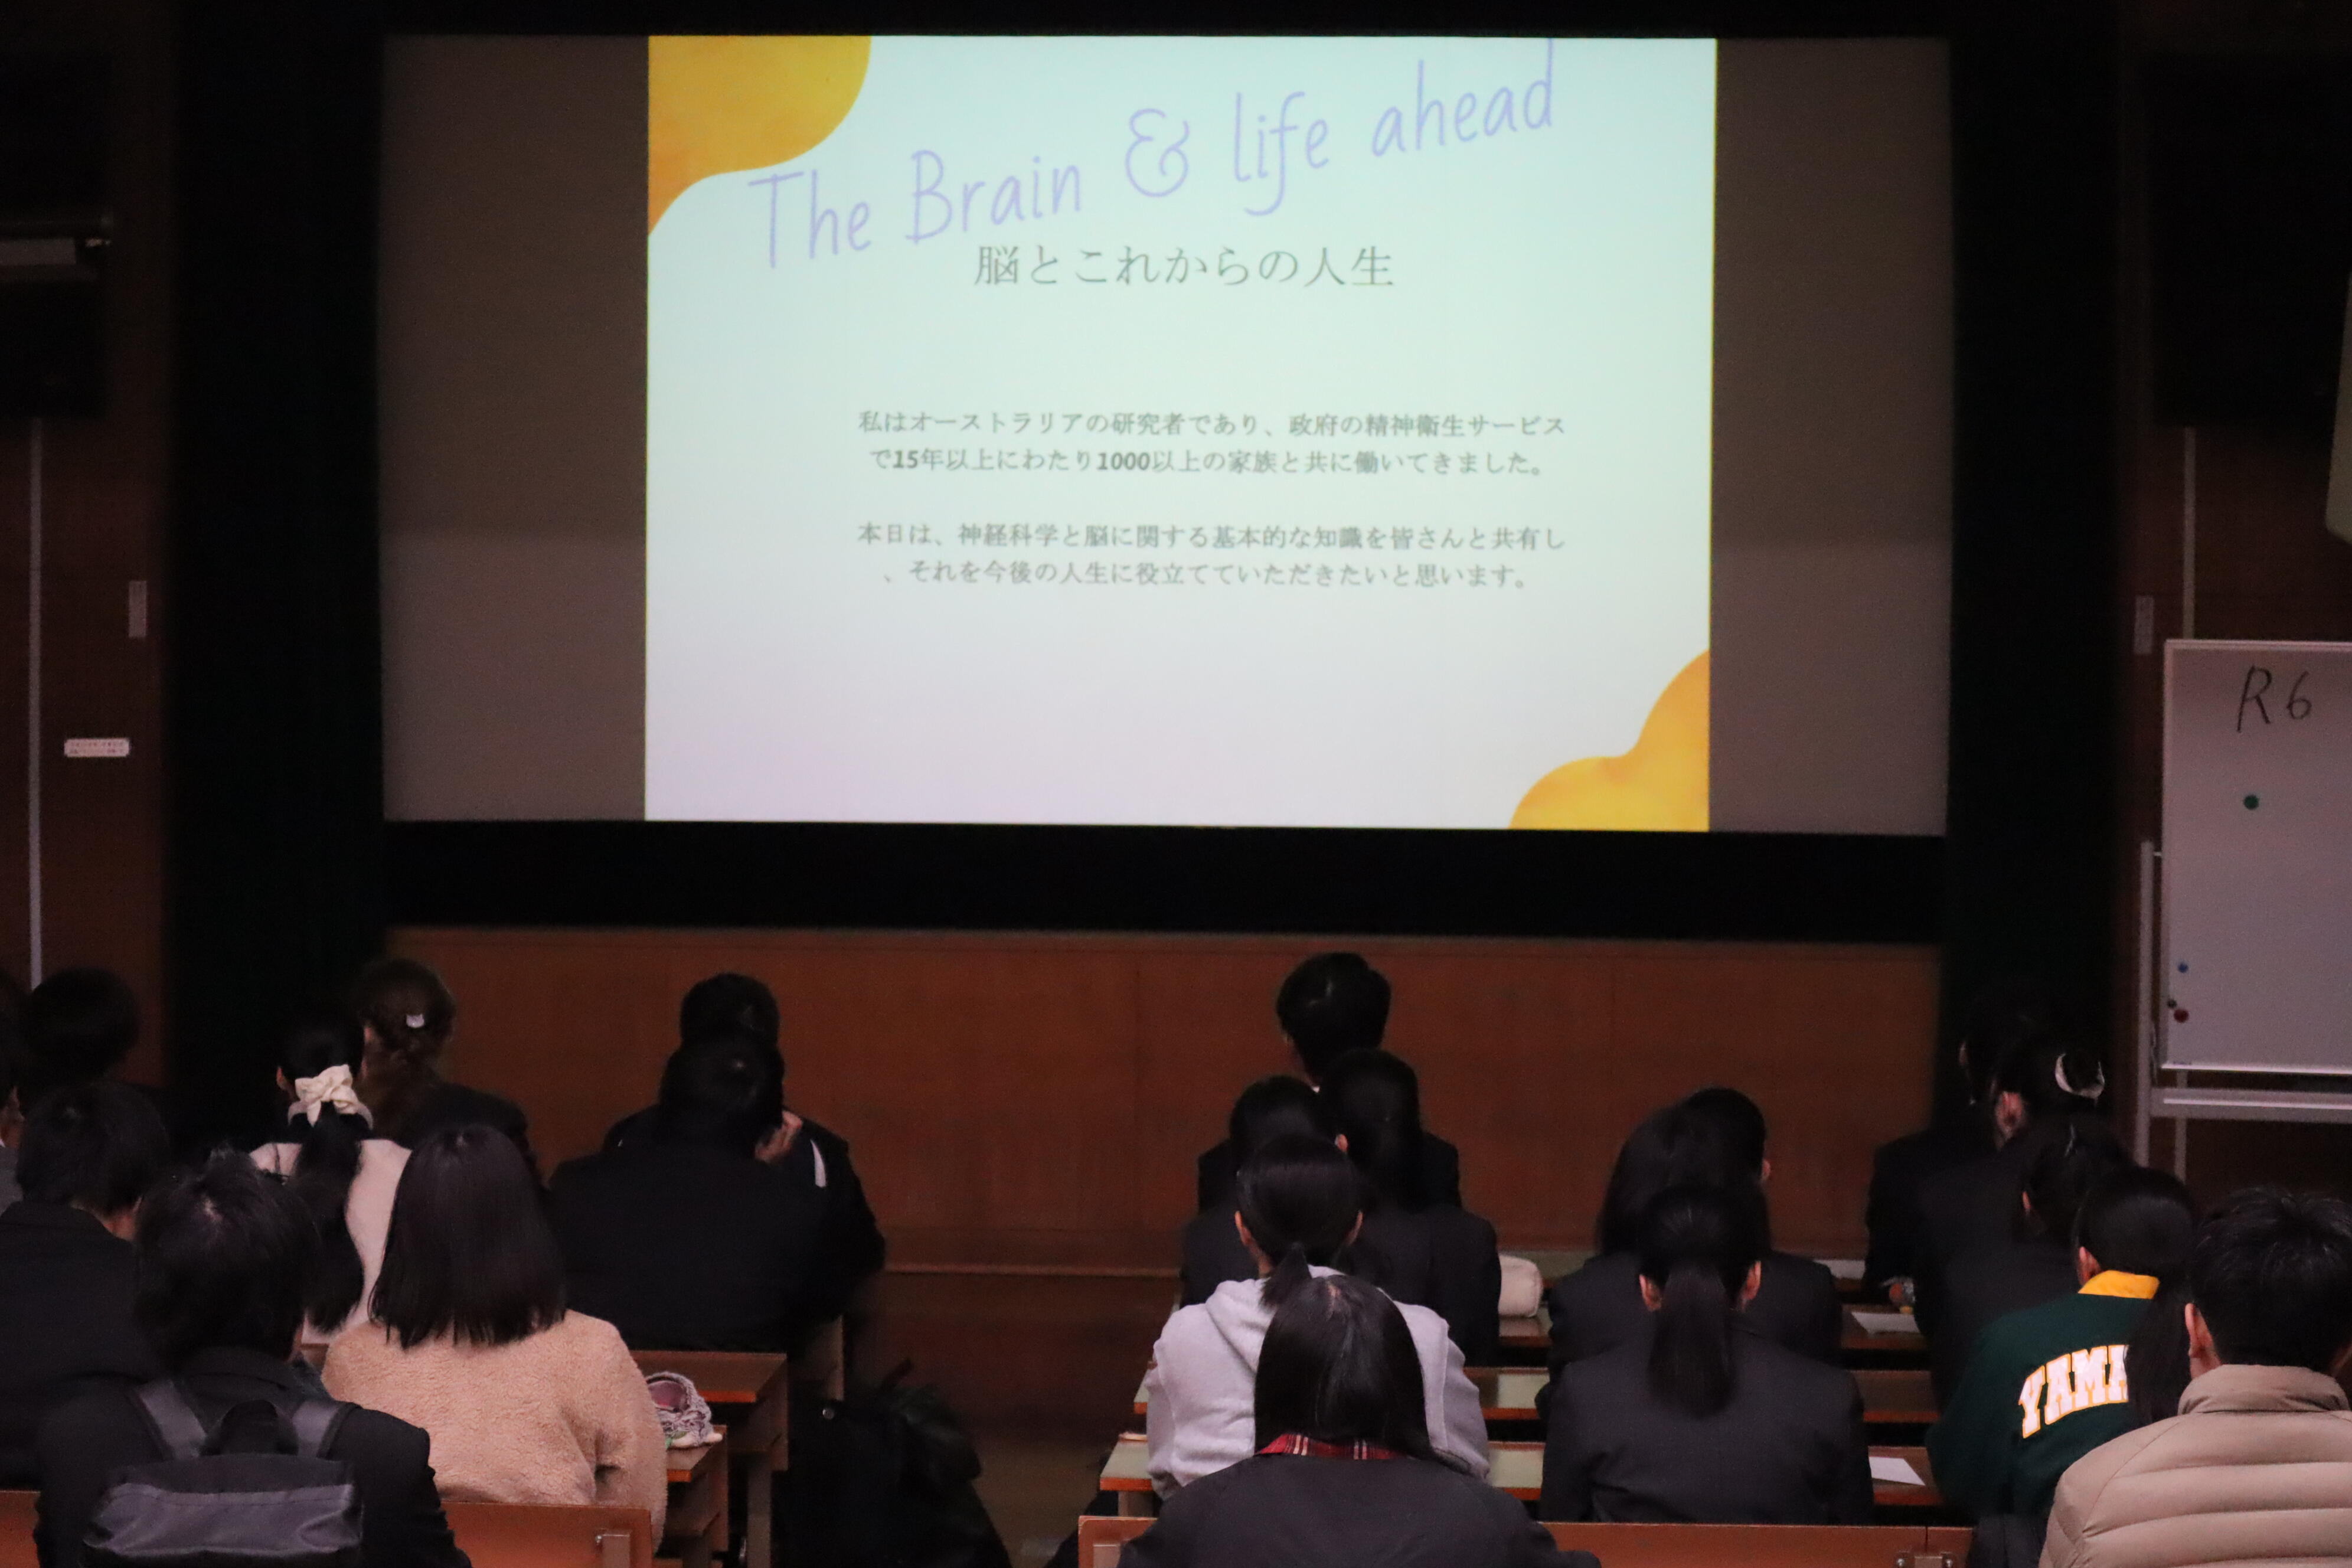 The Brain & life ahead
脳とこれからの人生
私はオーストラリアの研究者であり、政府の精神衛生サービス
で15年以上にわたり1000以上の家族と共に働いてきました。
本日は、神経科学と脳に関する基本的な知識を皆さんと共有し
、それを今後の人生に役立てていただきたいと思います。
R6
YAMA